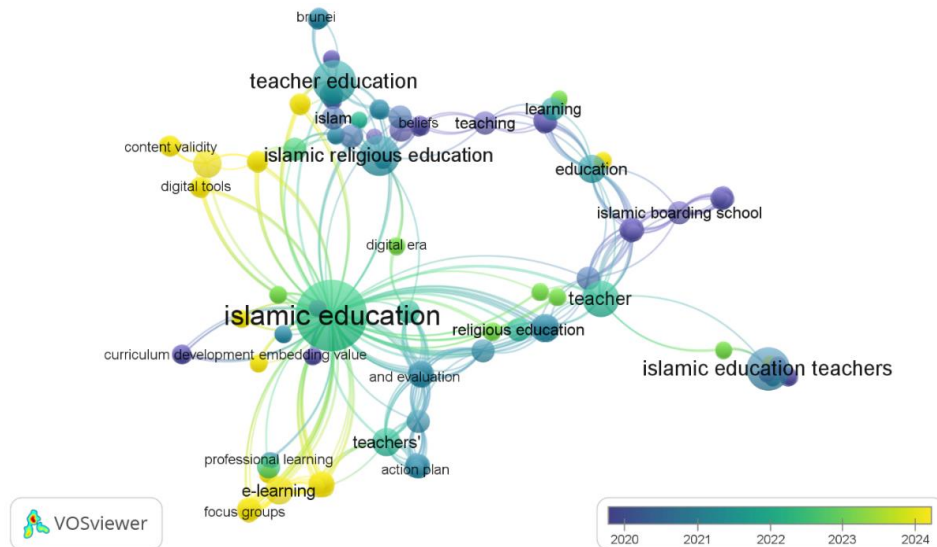 brunei
teacher education
islam
beliefs
teaching
learning
content validity
islamic religious education
education
digital tools
islamic boarding school
digital era
islamic education
teacher
religious education
curriculum development embedding value
islamic education teachers
and evaluation
teachers'
professional learning
action plan
e-learning
focus groups
VOSviewer
2020 2021 2022 2023 2024